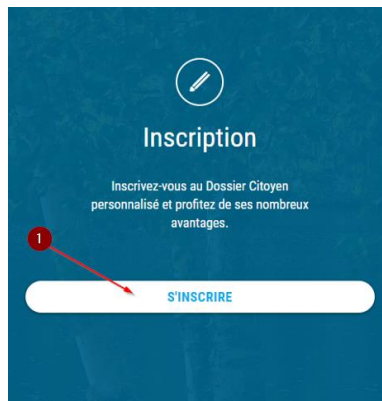 Inscription
Inscrivez-vous au Dossier Citoyen
personnalisé et profitez de ses nombreux
avantages.
1
S'INSCRIRE